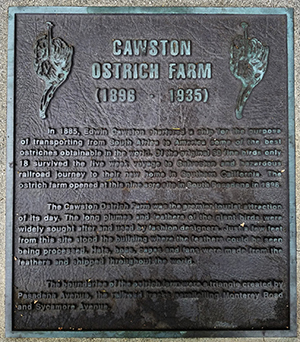 CAWSTON
OSTRICH FARM
(1896 - 1935)
In 1885, Edwin Cawston chartered a ship for the purpose
of transporting from South Africa to America some of the best
ostriches obtainable in the world. Of the original 52 birds only
18 survived the five week voyage to Galveston and
railroad journey to their new home in Southern California. The
ostrich farm opened at this nine acre site in South Pasadena in 1896.
The Cawston Ostrich Farm was the attraction
of its day. The long plumes and feathers of the giant birds were
widely sought after and used by fashion designers. Just a few feet
from this site stood the building where the feathers could be seen
being processed. Hats, boas, capes and fans were made from the
feathers and shipped throughout the world.
The boundaries of the ostrich farm were a triangle created by
Pasadena Avenue, the railroad tracks paralleling Monterey Road
and Sycamore Avenue.